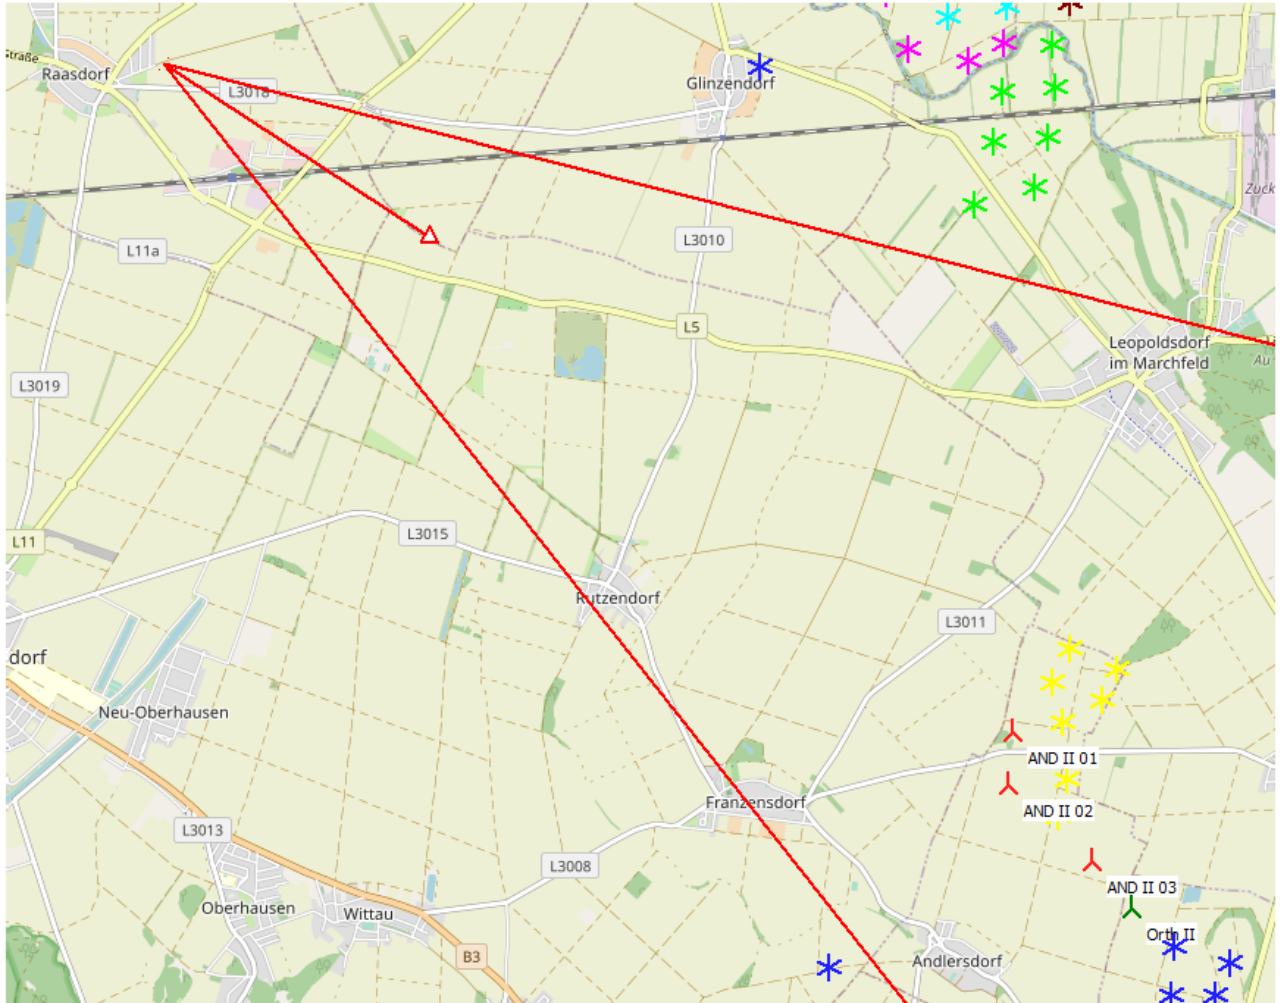 straße
Raasdorf
L3018
Glinzendorf
Zuck
L11a
L3010
L5
Leopoldsdorf
im Marchfeld
Au
L3019
L11
L3015
Rutzendorf
L3011
dorf
Neu-Oberhausen
AND II 01
Franzensdorf
AND II 02
L3013
L3008
AND II 03
Oberhausen
Wittau
Orth II
B3
Andlersdorf